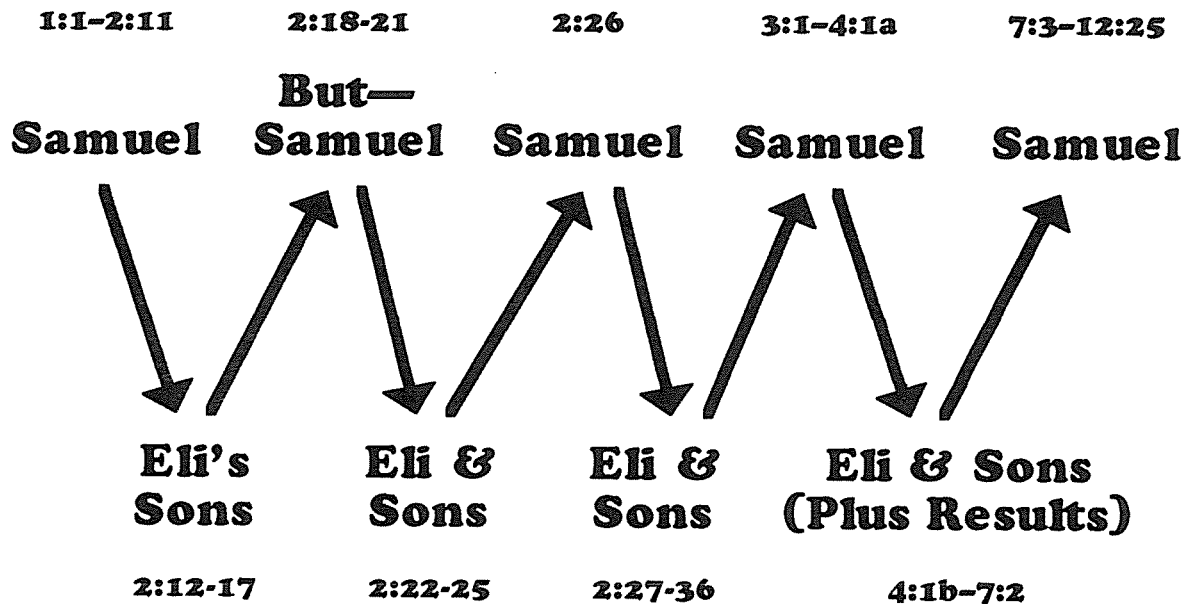 1:1–2:11 2:18-21 2:26 3:1–4:1a 7:3–12:25
But—
Samuel Samuel Samuel Samuel Samuel
Eli's Eli & Eli & Eli & Sons
Sons Sons Sons (Plus Results)
2:12-17 2:22-25 2:27-36 4:1b–7:2